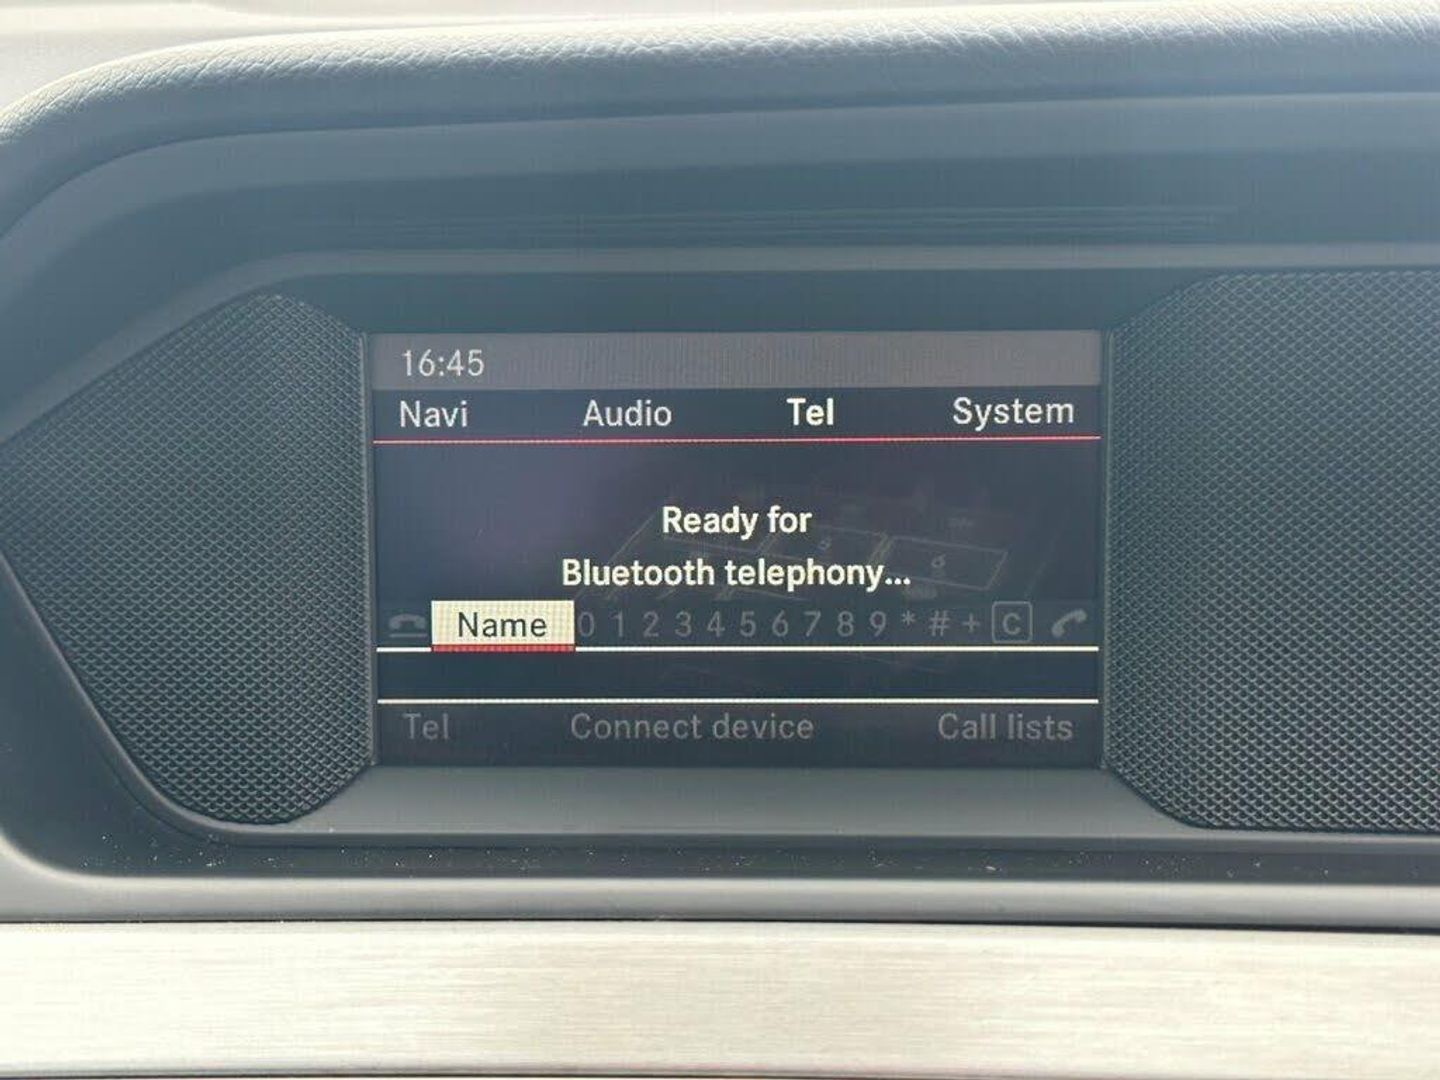 16:45
Navi Audio Tel System
Ready for
Bluetooth telephony...
Name 0 1 2 3 4 5 6 7 8 9 * # + C
Tel Connect device Call lists